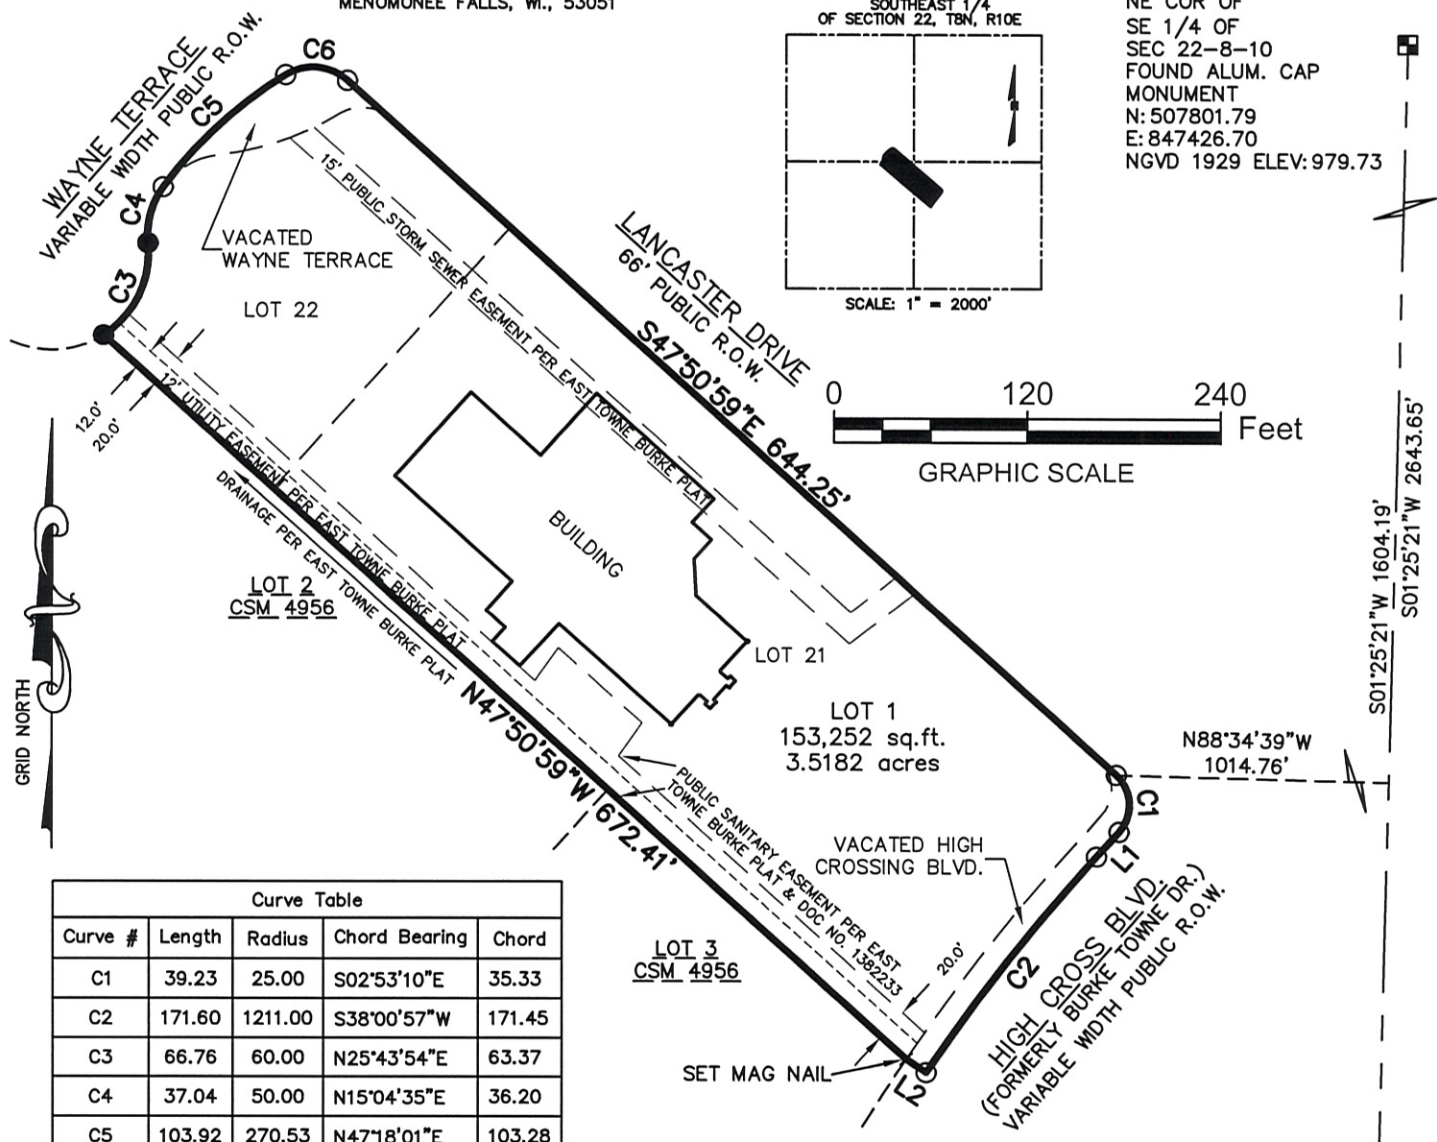 MENOMONEE FALLS, WI., 53051
SOUTHEAST 1/4
OF SECTION 22, T8N, R10E
SCALE: 1" = 2000'
NE COR OF
SE 1/4 OF
SEC 22-8-10
FOUND ALUM. CAP
MONUMENT
N: 507801.79
E: 847426.70
NGVD 1929 ELEV: 979.73
WAYNE TERRACE
VARIABLE WIDTH PUBLIC R.O.W.
C6
C5
C4
C3
VACATED
WAYNE TERRACE
LOT 22
15' PUBLIC STORM SEWER EASEMENT PER EAST TOWNE BURKE PLAT
LANCASTER DRIVE
66' PUBLIC R.O.W.
S47°50'59"E 644.25'
0 120 240
Feet
GRAPHIC SCALE
12.0'
20.0'
12' UTILITY EASEMENT PER EAST TOWNE BURKE PLAT
DRAINAGE PER EAST TOWNE BURKE PLAT
BUILDING
LOT 2
CSM 4956
GRID NORTH
LOT 21
LOT 1
153,252 sq.ft.
3.5182 acres
S01°25'21"W 1604.19'
S01°25'21"W 2643.65'
N88°34'39"W
1014.76'
N47°50'59"W 672.41'
PUBLIC SANITARY EASEMENT PER EAST
TOWNE BURKE PLAT & DOC NO. 1382233
VACATED HIGH
CROSSING BLVD.
C1
L1
C2
20.0'
HIGH CROSS BLVD.
(FORMERLY BURKE TOWNE DR.)
VARIABLE WIDTH PUBLIC R.O.W.
LOT 3
CSM 4956
SET MAG NAIL
L2
Curve Table
Curve # Length Radius Chord Bearing Chord
C1 39.23 25.00 S02°53'10"E 35.33
C2 171.60 1211.00 S38°00'57"W 171.45
C3 66.76 60.00 N25°43'54"E 63.37
C4 37.04 50.00 N15°04'35"E 36.20
C5 103.92 270.53 N47°18'01"E 103.28